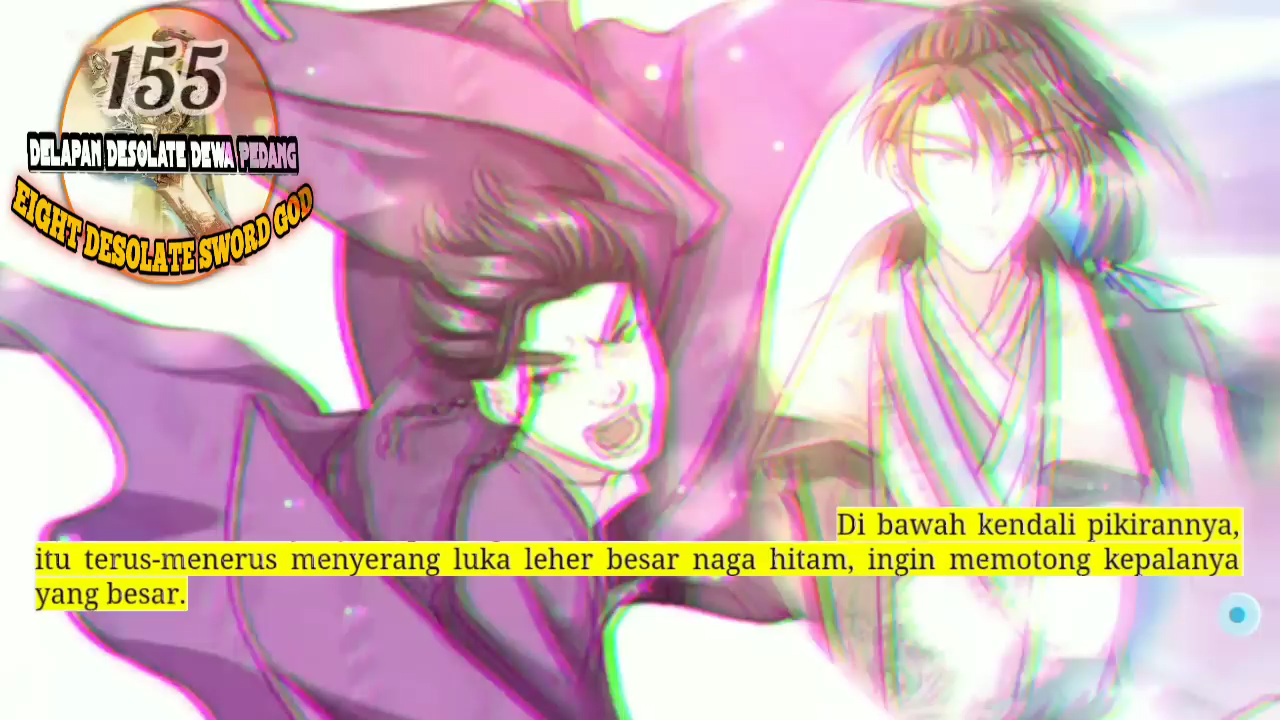 155
DELAPAN DESOLATE DEWA PEDANG
EIGHT DESOLATE SWORD GOD
Di bawah kendali pikirannya,
itu terus-menerus menyerang luka leher besar naga hitam, ingin memotong kepalanya
yang besar.